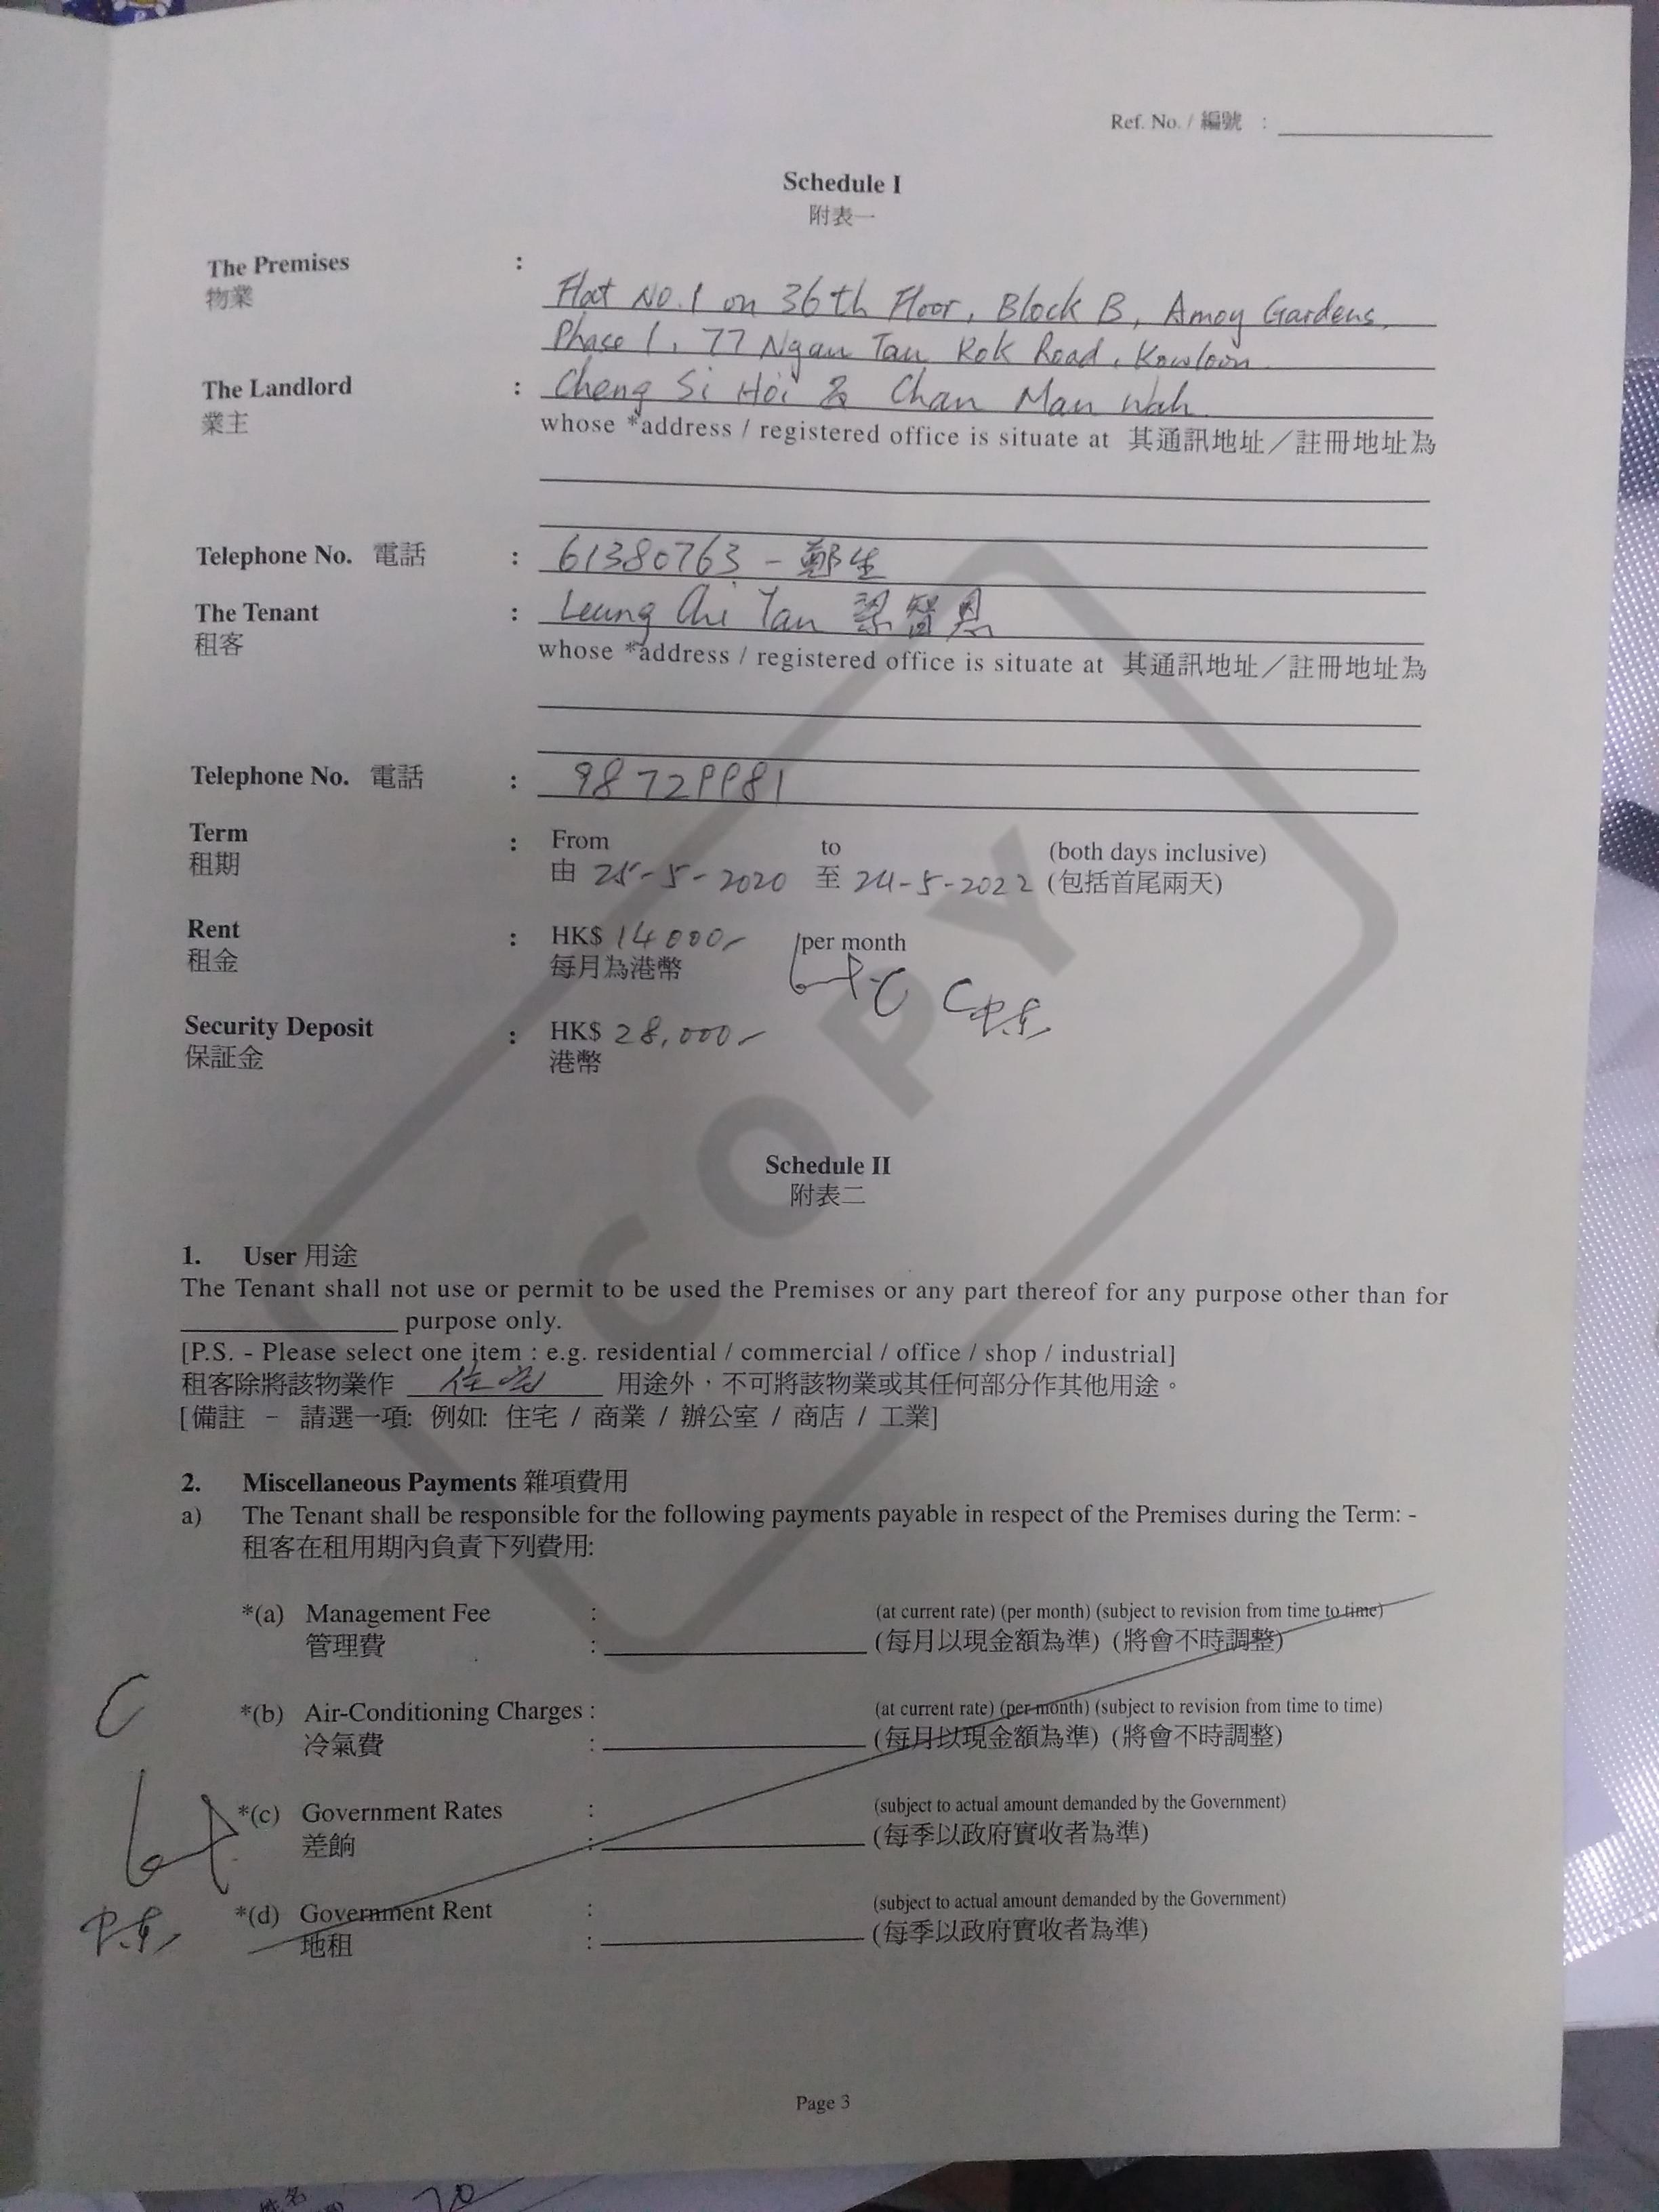 Ref. No. / 編號 :
Schedule I
附表一
The Premises :
物業
Flat No.1 on 36th Floor, Block B, Amoy Gardens,
Phase 1, 77 Ngau Tau Kok Road, Kowloon
The Landlord : Cheng Si Hoi & Chan Man Wah
業主
whose *address / registered office is situate at 其通訊地址／註冊地址為
Telephone No. 電話 : 61380763 - 鄭生
The Tenant : Leung Chi Yan 梁智恩
租客
whose *address / registered office is situate at 其通訊地址／註冊地址為
Telephone No. 電話 : 98729981
Term : From to (both days inclusive)
租期 由 25-5-2020 至 24-5-2022 (包括首尾兩天)
Rent : HK$ 14000- per month
租金 每月為港幣
Security Deposit : HK$ 28,000-
保証金 港幣
COPY
Schedule II
附表二
1. User 用途
The Tenant shall not use or permit to be used the Premises or any part thereof for any purpose other than for
purpose only.
[P.S. - Please select one item : e.g. residential / commercial / office / shop / industrial]
租客除將該物業作 住宅 用途外，不可將該物業或其任何部分作其他用途。
[備註 － 請選一項: 例如: 住宅 / 商業 / 辦公室 / 商店 / 工業]
2. Miscellaneous Payments 雜項費用
a) The Tenant shall be responsible for the following payments payable in respect of the Premises during the Term: -
租客在租用期內負責下列費用:
*(a) Management Fee : (at current rate) (per month) (subject to revision from time to time)
管理費 : (每月以現金額為準) (將會不時調整)
*(b) Air-Conditioning Charges : (at current rate) (per month) (subject to revision from time to time)
冷氣費 : (每月以現金額為準) (將會不時調整)
*(c) Government Rates : (subject to actual amount demanded by the Government)
差餉 : (每季以政府實收者為準)
*(d) Government Rent : (subject to actual amount demanded by the Government)
地租 : (每季以政府實收者為準)
Page 3
姓名